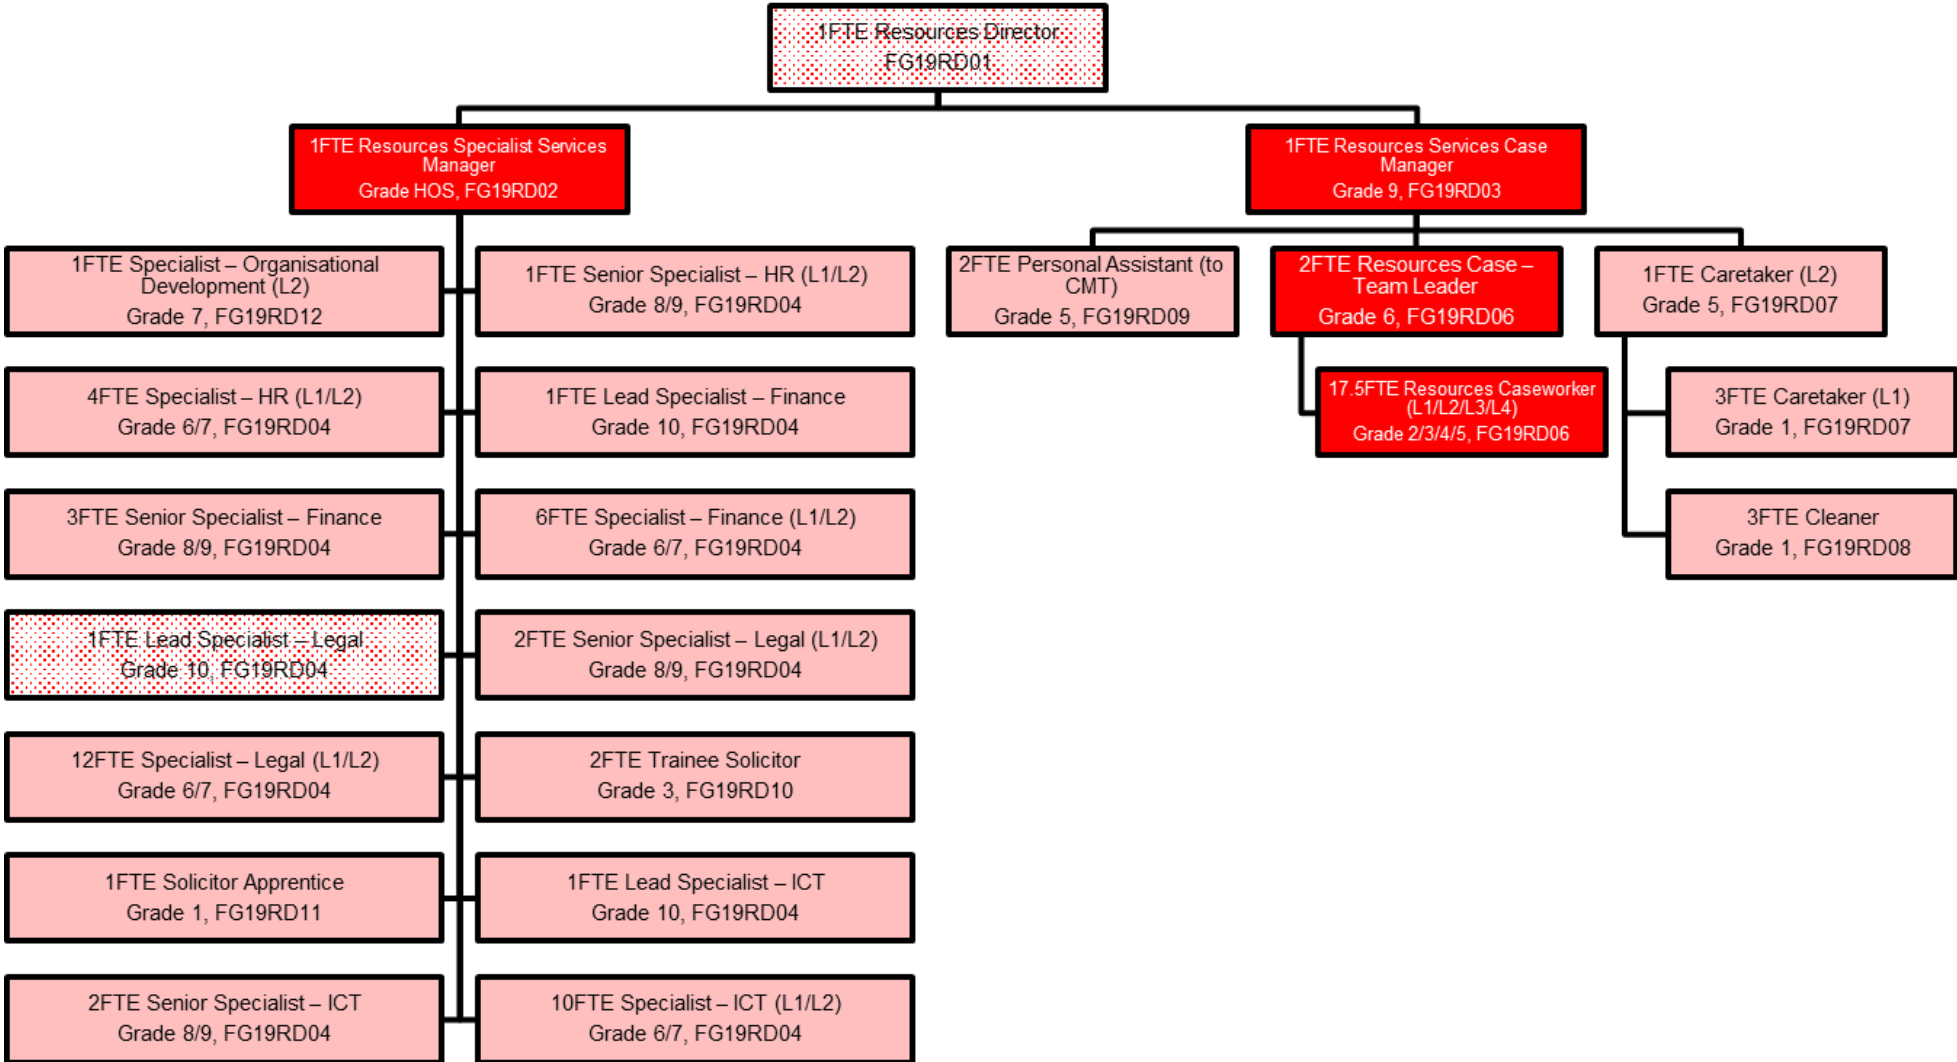 1FTE Resources Director
FG19RD01
1FTE Resources Specialist Services
Manager
Grade HOS, FG19RD02
1FTE Resources Services Case
Manager
Grade 9, FG19RD03
1FTE Specialist – Organisational
Development (L2)
Grade 7, FG19RD12
1FTE Senior Specialist – HR (L1/L2)
Grade 8/9, FG19RD04
2FTE Personal Assistant (to
CMT)
Grade 5, FG19RD09
2FTE Resources Case –
Team Leader
Grade 6, FG19RD06
1FTE Caretaker (L2)
Grade 5, FG19RD07
4FTE Specialist – HR (L1/L2)
Grade 6/7, FG19RD04
1FTE Lead Specialist – Finance
Grade 10, FG19RD04
17.5FTE Resources Caseworker
(L1/L2/L3/L4)
Grade 2/3/4/5, FG19RD06
3FTE Caretaker (L1)
Grade 1, FG19RD07
3FTE Senior Specialist – Finance
Grade 8/9, FG19RD04
6FTE Specialist – Finance (L1/L2)
Grade 6/7, FG19RD04
3FTE Cleaner
Grade 1, FG19RD08
1FTE Lead Specialist – Legal
Grade 10, FG19RD04
2FTE Senior Specialist – Legal (L1/L2)
Grade 8/9, FG19RD04
12FTE Specialist – Legal (L1/L2)
Grade 6/7, FG19RD04
2FTE Trainee Solicitor
Grade 3, FG19RD10
1FTE Solicitor Apprentice
Grade 1, FG19RD11
1FTE Lead Specialist – ICT
Grade 10, FG19RD04
2FTE Senior Specialist – ICT
Grade 8/9, FG19RD04
10FTE Specialist – ICT (L1/L2)
Grade 6/7, FG19RD04